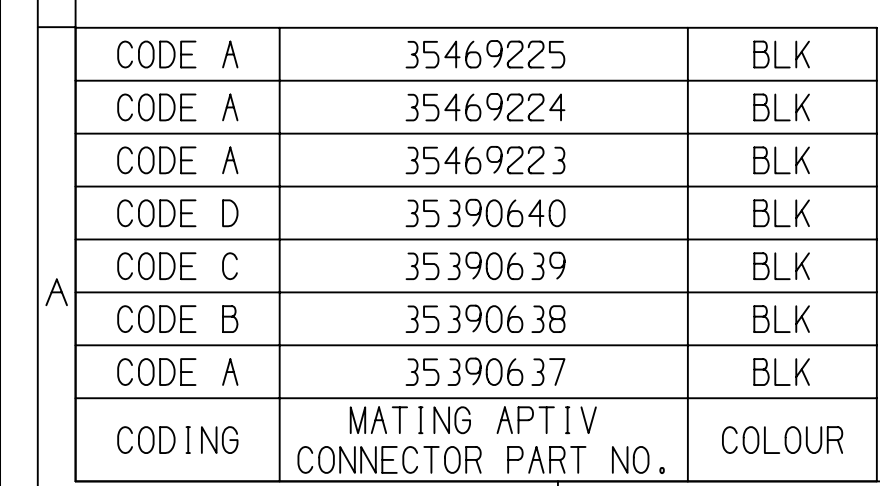 CODE A 35469225 BLK
CODE A 35469224 BLK
CODE A 35469223 BLK
CODE D 35390640 BLK
CODE C 35390639 BLK
A
CODE B 35390638 BLK
CODE A 35390637 BLK
CODING MATING APTIV CONNECTOR PART NO. COLOUR